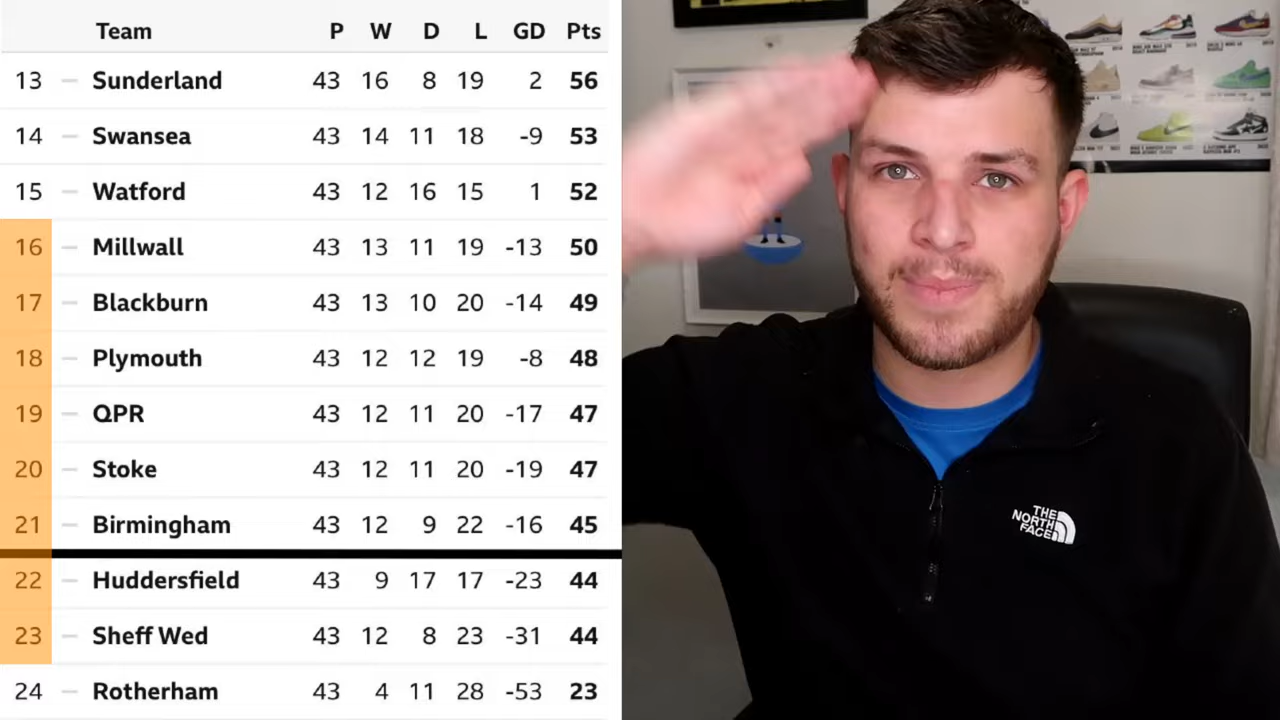 Team P W D L GD Pts
13 Sunderland 43 16 8 19 2 56
14 Swansea 43 14 11 18 -9 53
15 Watford 43 12 16 15 1 52
16 Millwall 43 13 11 19 -13 50
17 Blackburn 43 13 10 20 -14 49
18 Plymouth 43 12 12 19 -8 48
19 QPR 43 12 11 20 -17 47
20 Stoke 43 12 11 20 -19 47
21 Birmingham 43 12 9 22 -16 45
22 Huddersfield 43 9 17 17 -23 44
23 Sheff Wed 43 12 8 23 -31 44
24 Rotherham 43 4 11 28 -53 23
THE
NORTH
FACE